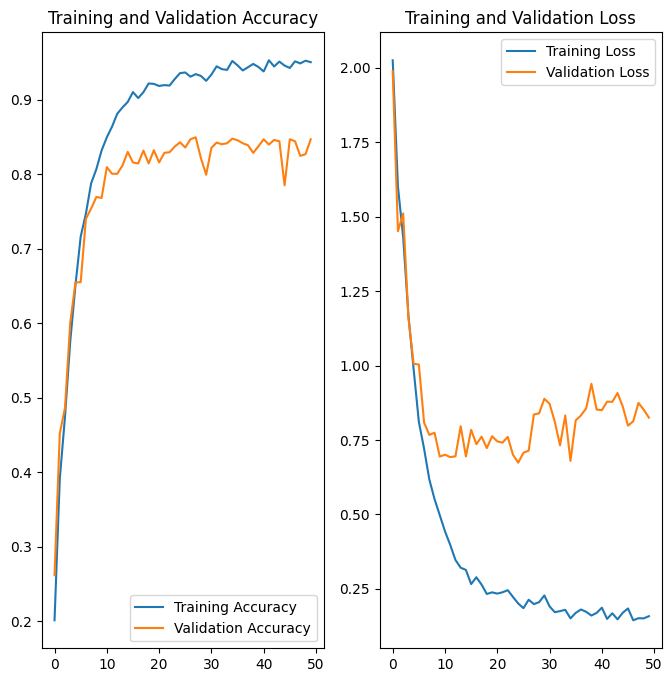 Training and Validation Accuracy
0.9
0.8
0.7
0.6
0.5
0.4
0.3
0.2
Training Accuracy
Validation Accuracy
0 10 20 30 40 50
Training and Validation Loss
Training Loss
Validation Loss
2.00
1.75
1.50
1.25
1.00
0.75
0.50
0.25
0 10 20 30 40 50